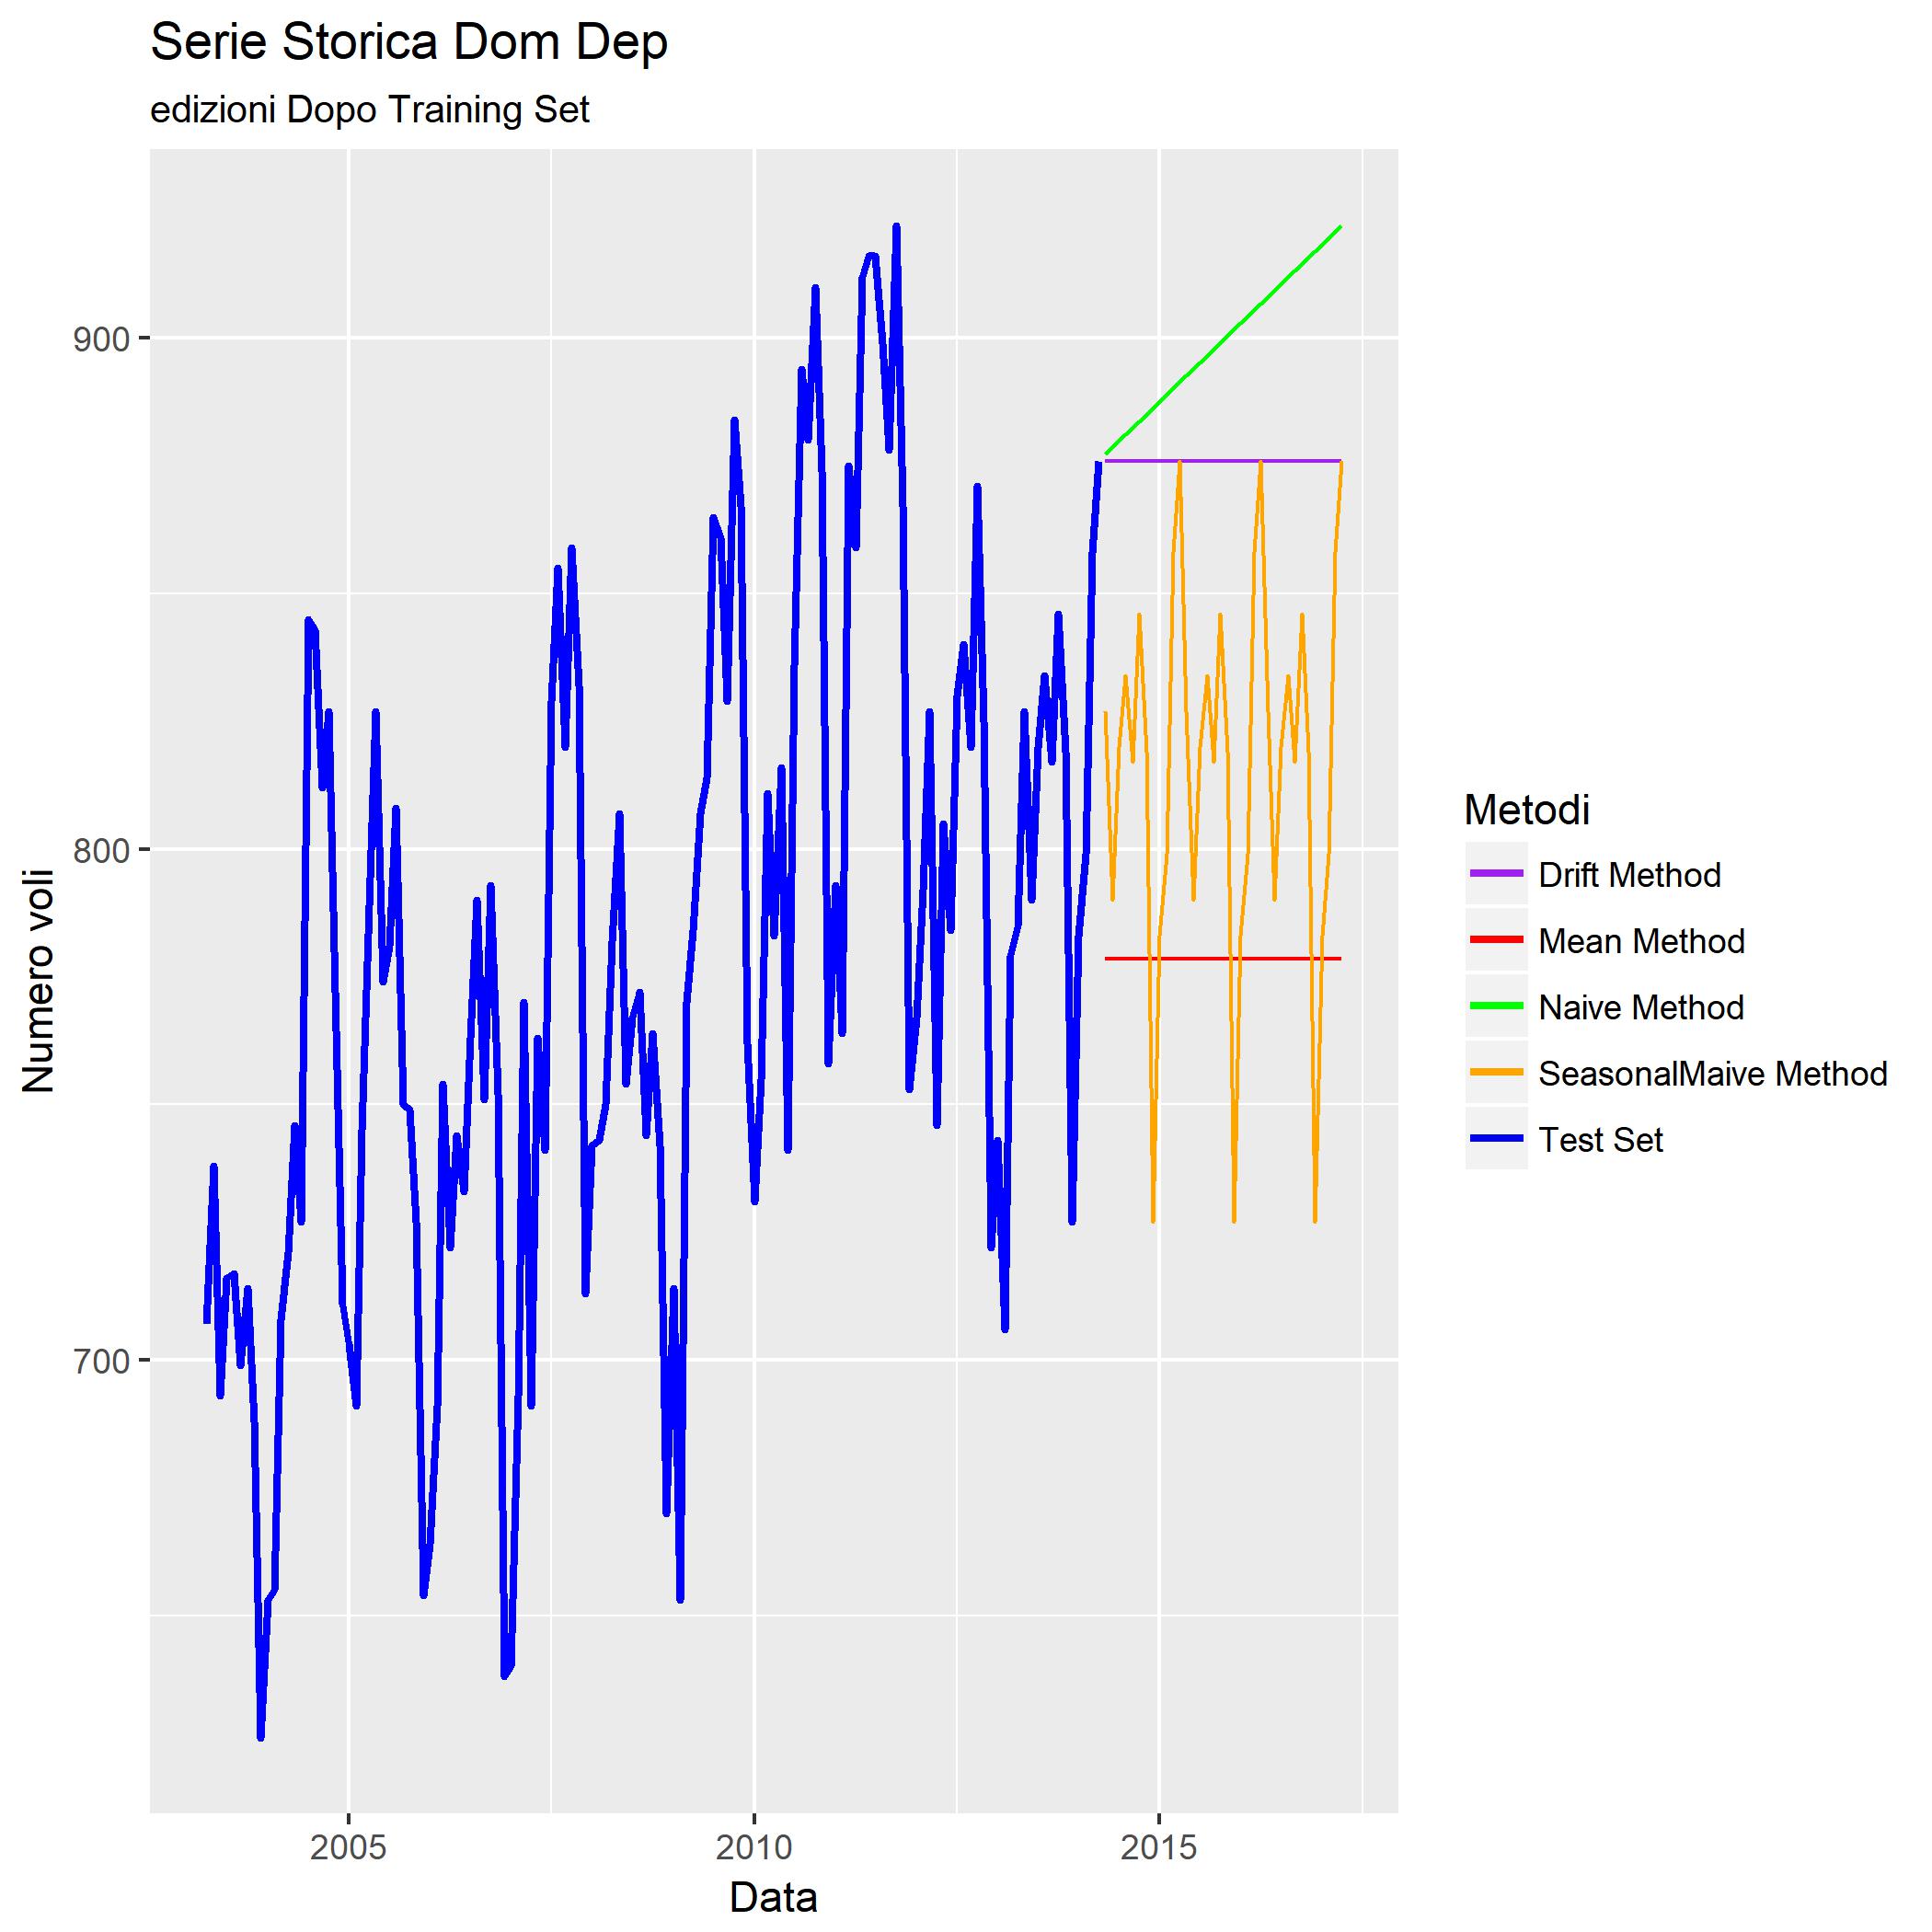 Serie Storica Dom Dep
edizioni Dopo Training Set
Numero voli
900
800
700
2005
2010
2015
Data
Metodi
Drift Method
Mean Method
Naive Method
SeasonalMaive Method
Test Set